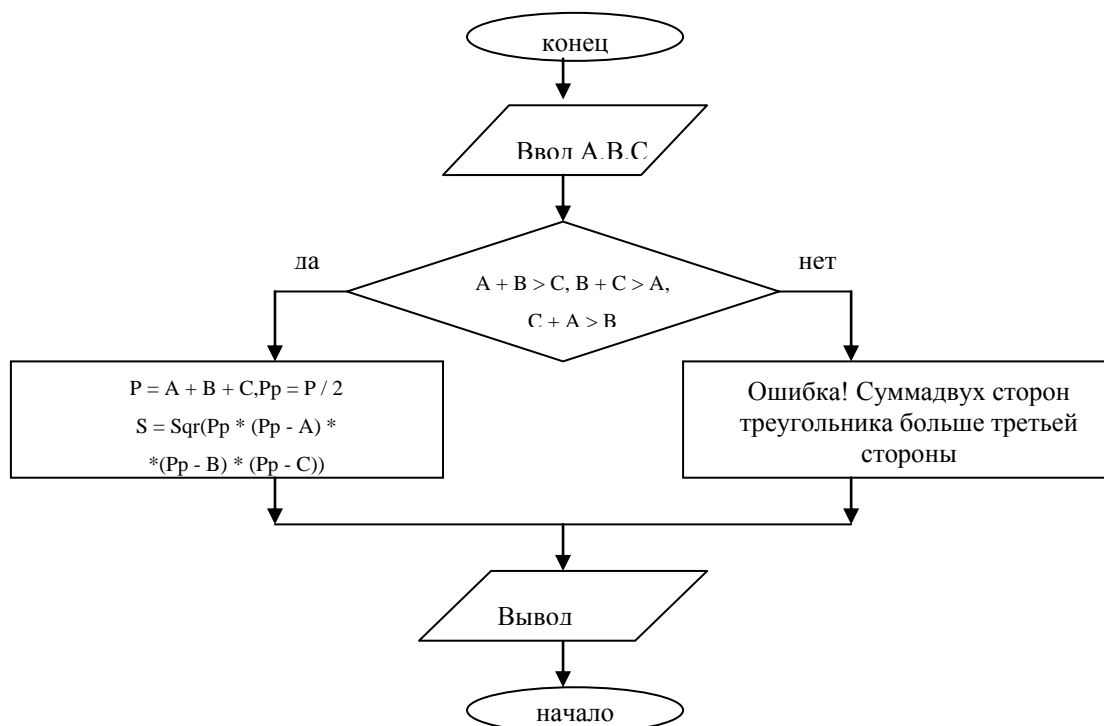 конец
Ввод A,B,C
да
нет
A + B > C, B + C > A,
C + A > B
P = A + B + C,Pp = P / 2
S = Sqr(Pp * (Pp - A) *
*(Pp - B) * (Pp - C))
Ошибка! Суммадвух сторон
треугольника больше третьей
стороны
Вывод
начало